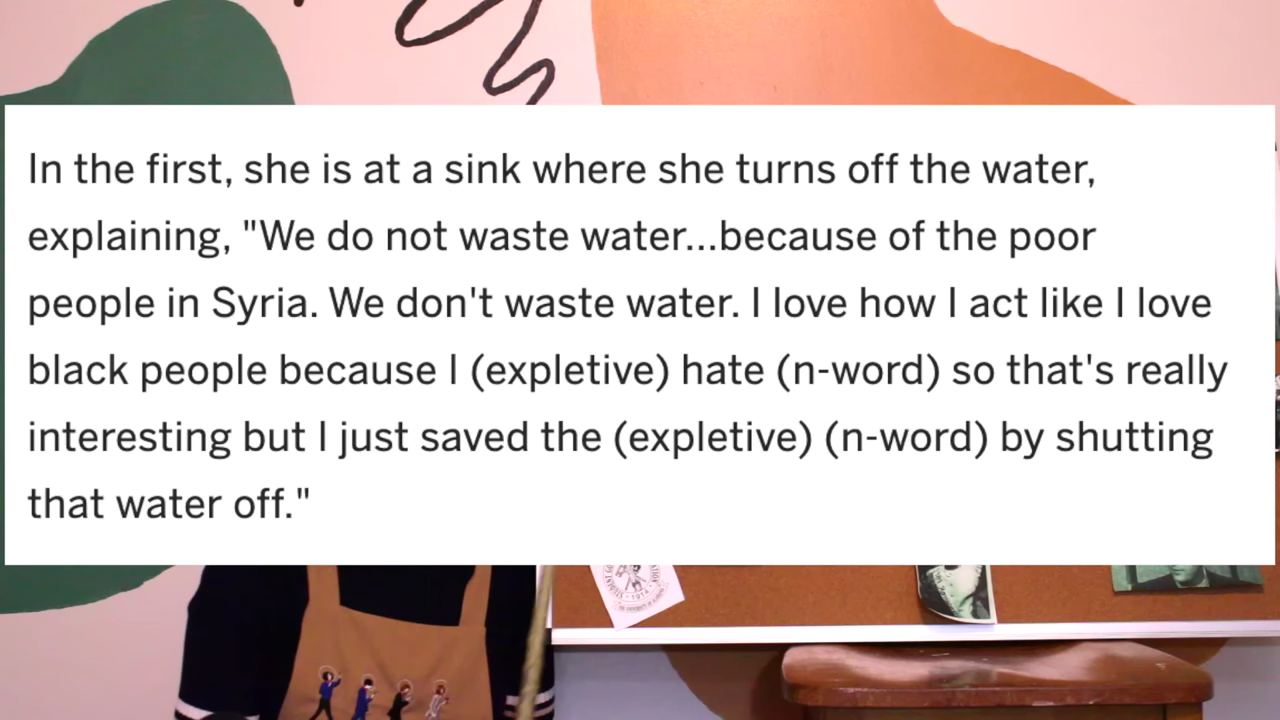 In the first, she is at a sink where she turns off the water,
explaining, "We do not waste water...because of the poor
people in Syria. We don't waste water. I love how I act like I love
black people because I (expletive) hate (n-word) so that's really
interesting but I just saved the (expletive) (n-word) by shutting
that water off."